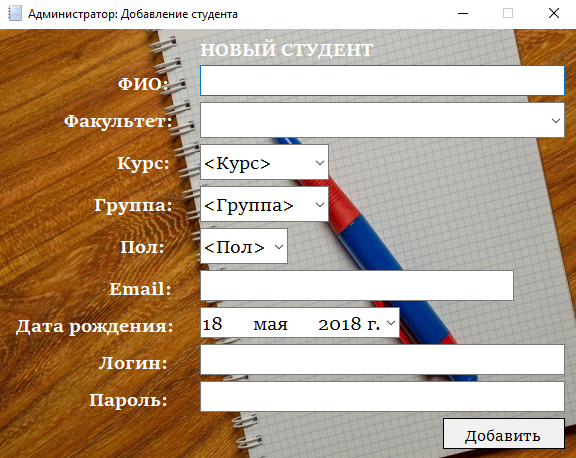 Администратор: Добавление студента
НОВЫЙ СТУДЕНТ
ФИО:
Факультет:
Курс: <Курс>
Группа: <Группа>
Пол: <Пол>
Email:
Дата рождения: 18 мая 2018 г.
Логин:
Пароль:
Добавить